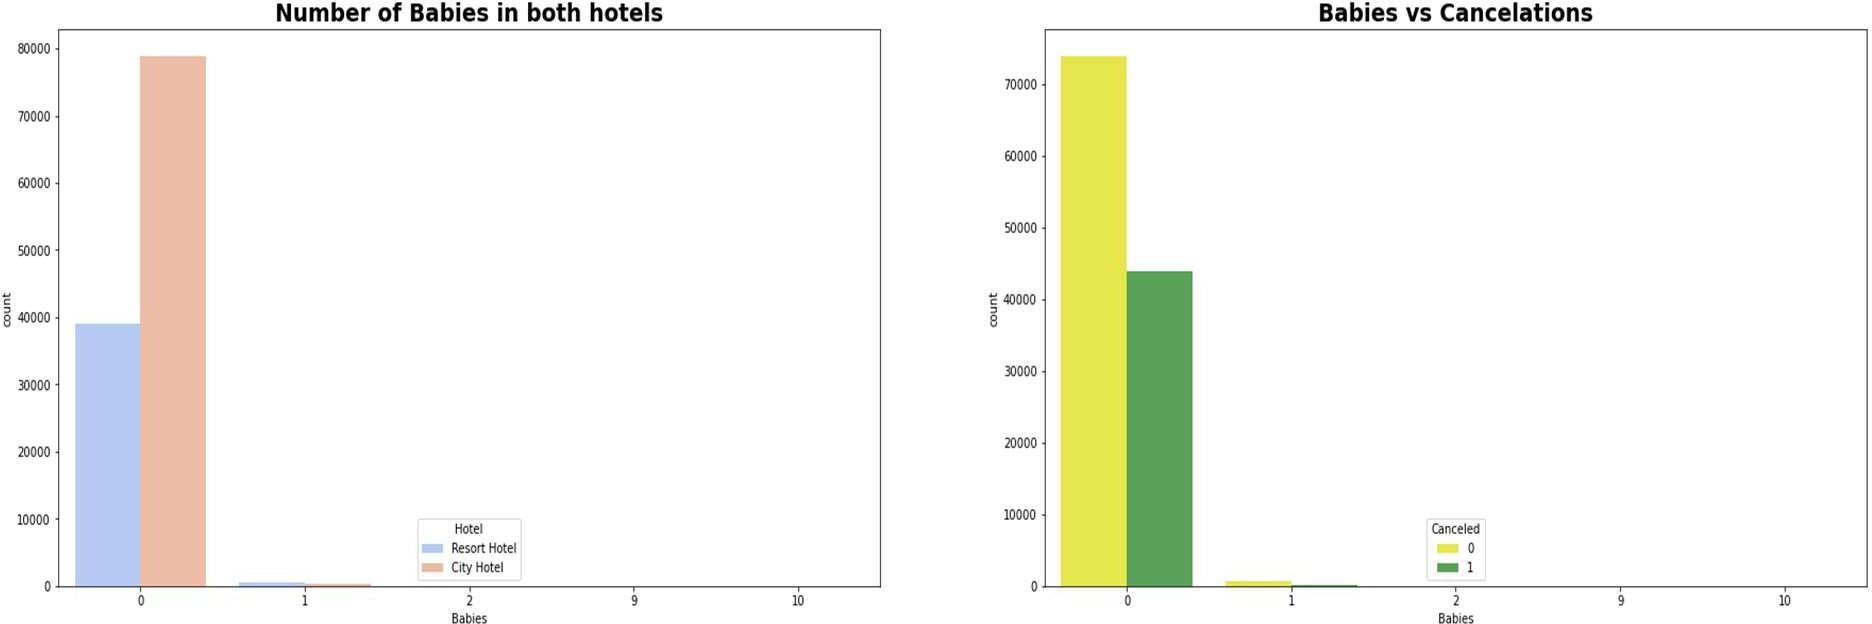 Number of Babies in both hotels
80000
70000
60000
50000
40000
30000
20000
10000
0
count
0 1 2 9 10
Babies
Hotel
Resort Hotel
City Hotel
Babies vs Cancelations
70000
60000
50000
40000
30000
20000
10000
0
count
0 1 2 9 10
Babies
Canceled
0
1